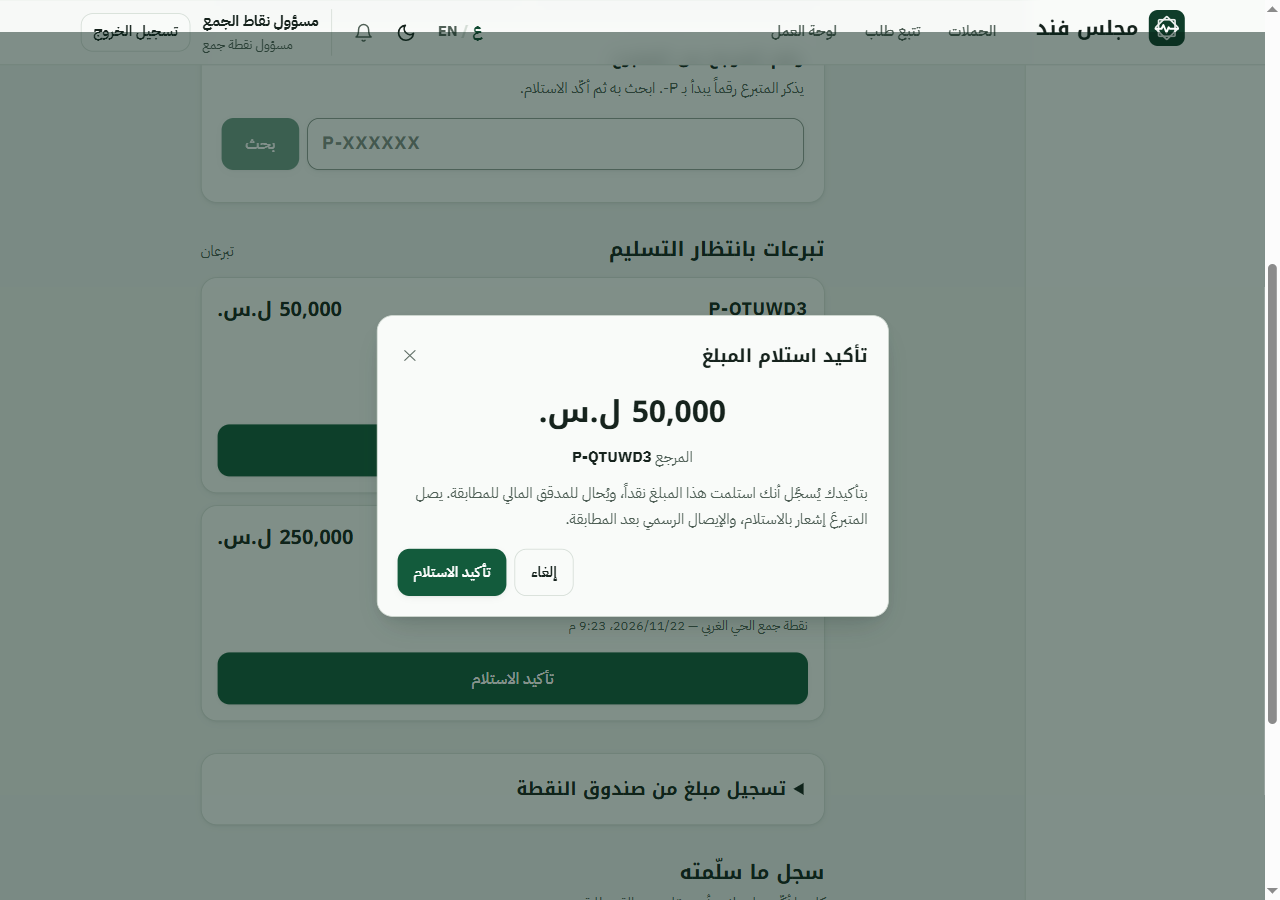 مجلس فند
الحملات
تتبع طلب
لوحة العمل
ع / EN
مسؤول نقاط الجمع
مسؤول نقطة جمع
تسجيل الخروج
يذكر المتبرع رقماً يبدأ بـ P-. ابحث به ثم أكّد الاستلام.
P-XXXXXX
بحث
تبرعات بانتظار التسليم
تبرعان
P-QTUWD3
50,000 ل.س.
تأكيد استلام المبلغ
50,000 ل.س.
المرجع P-QTUWD3
بتأكيدك يُسجَّل أنك استلمت هذا المبلغ نقداً، ويُحال للمدقق المالي للمطابقة. يصل
المتبرعَ إشعار بالاستلام، والإيصال الرسمي بعد المطابقة.
إلغاء
تأكيد الاستلام
250,000 ل.س.
نقطة جمع الحي الغربي — 2026/11/22، 9:23 م
تأكيد الاستلام
تسجيل مبلغ من صندوق النقطة
سجل ما سلّمته